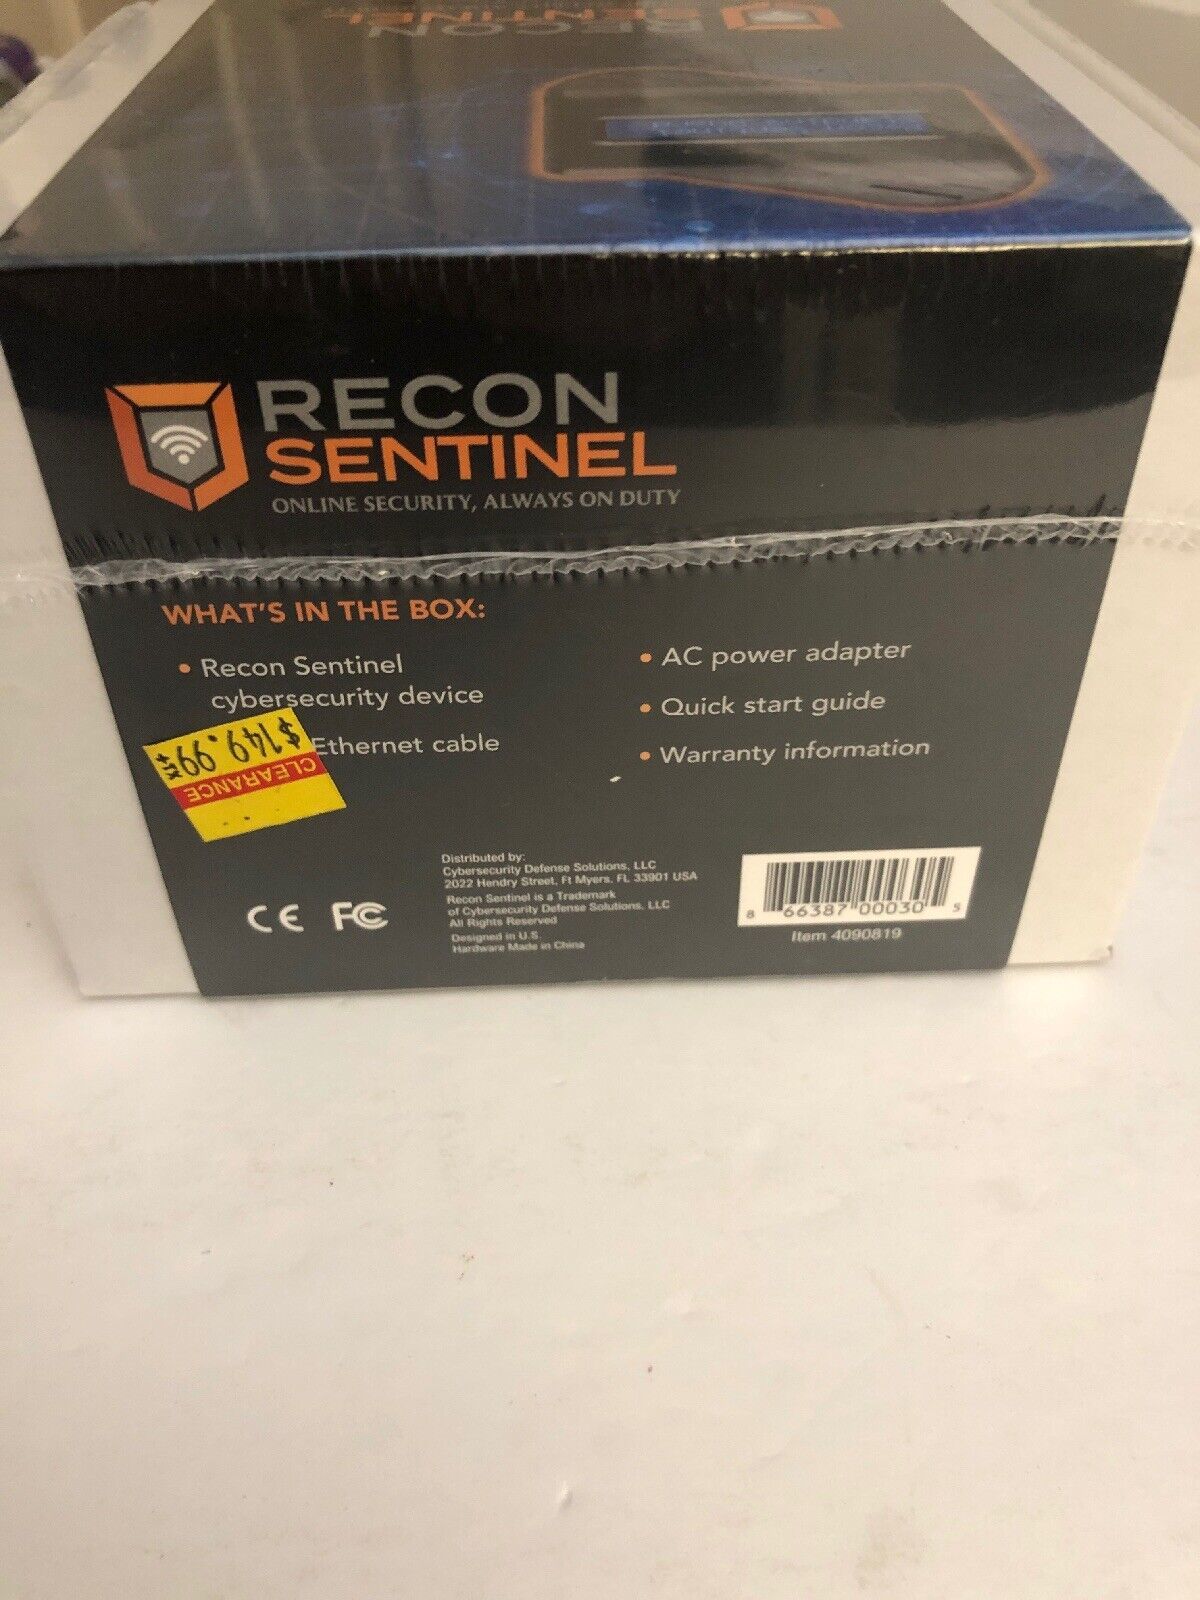 RECON
SENTINEL
RECON
SENTINEL
ONLINE SECURITY, ALWAYS ON DUTY
WHAT'S IN THE BOX:
• Recon Sentinel
cybersecurity device
Ethernet cable
• AC power adapter
• Quick start guide
• Warranty information
$149.99
CLEARANCE
Distributed by:
Cybersecurity Defense Solutions, LLC
2022 Hendry Street, Ft Myers, FL 33901 USA
Recon Sentinel is a Trademark
of Cybersecurity Defense Solutions, LLC
All Rights Reserved
Designed in U.S.
Hardware Made in China
CE FC
8 66387 00030 5
Item 4090819